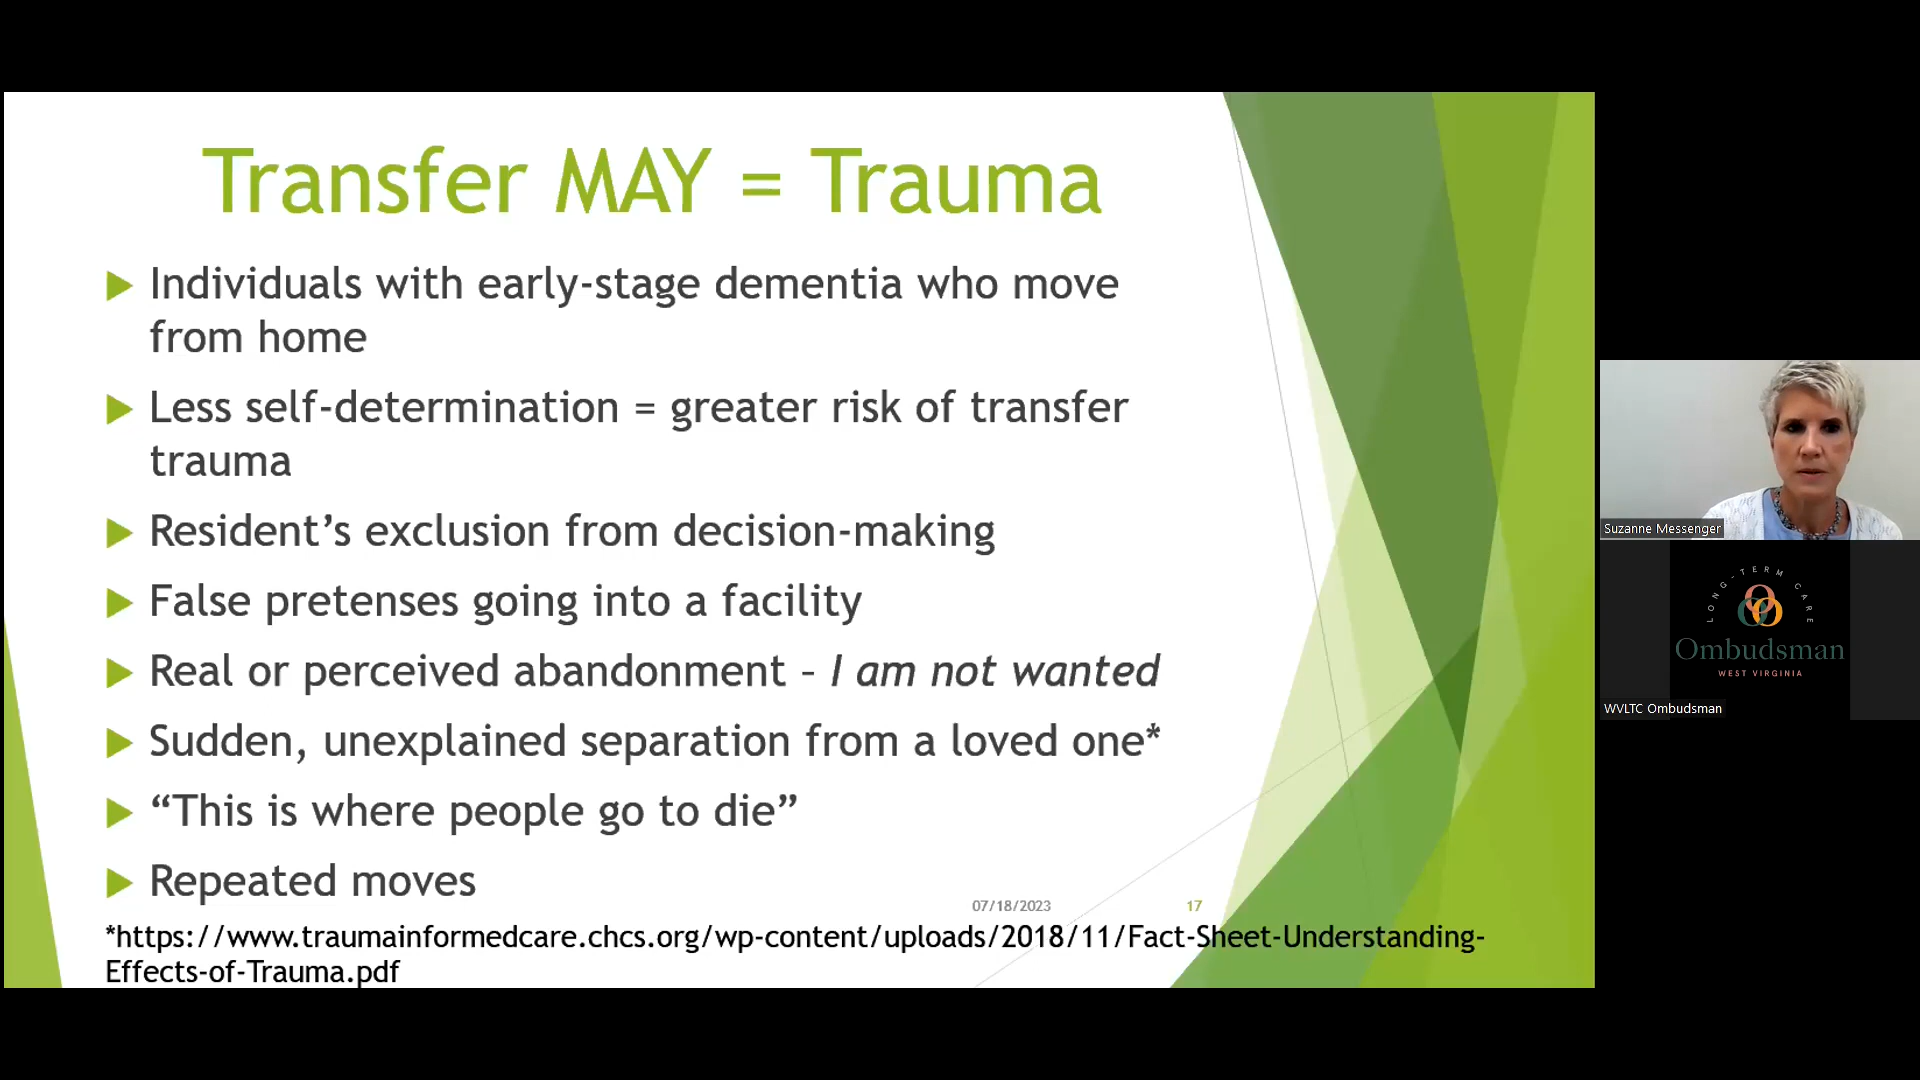 Transfer MAY = Trauma
Individuals with early-stage dementia who move
from home
Less self-determination = greater risk of transfer
trauma
Resident’s exclusion from decision-making
False pretenses going into a facility
Real or perceived abandonment – I am not wanted
Sudden, unexplained separation from a loved one*
“This is where people go to die”
Repeated moves
07/18/2023
17
*https://www.traumainformedcare.chcs.org/wp-content/uploads/2018/11/Fact-Sheet-Understanding-
Effects-of-Trauma.pdf
Suzanne Messenger
LONG-TERM CARE
Ombudsman
WEST VIRGINIA
WVLTC Ombudsman